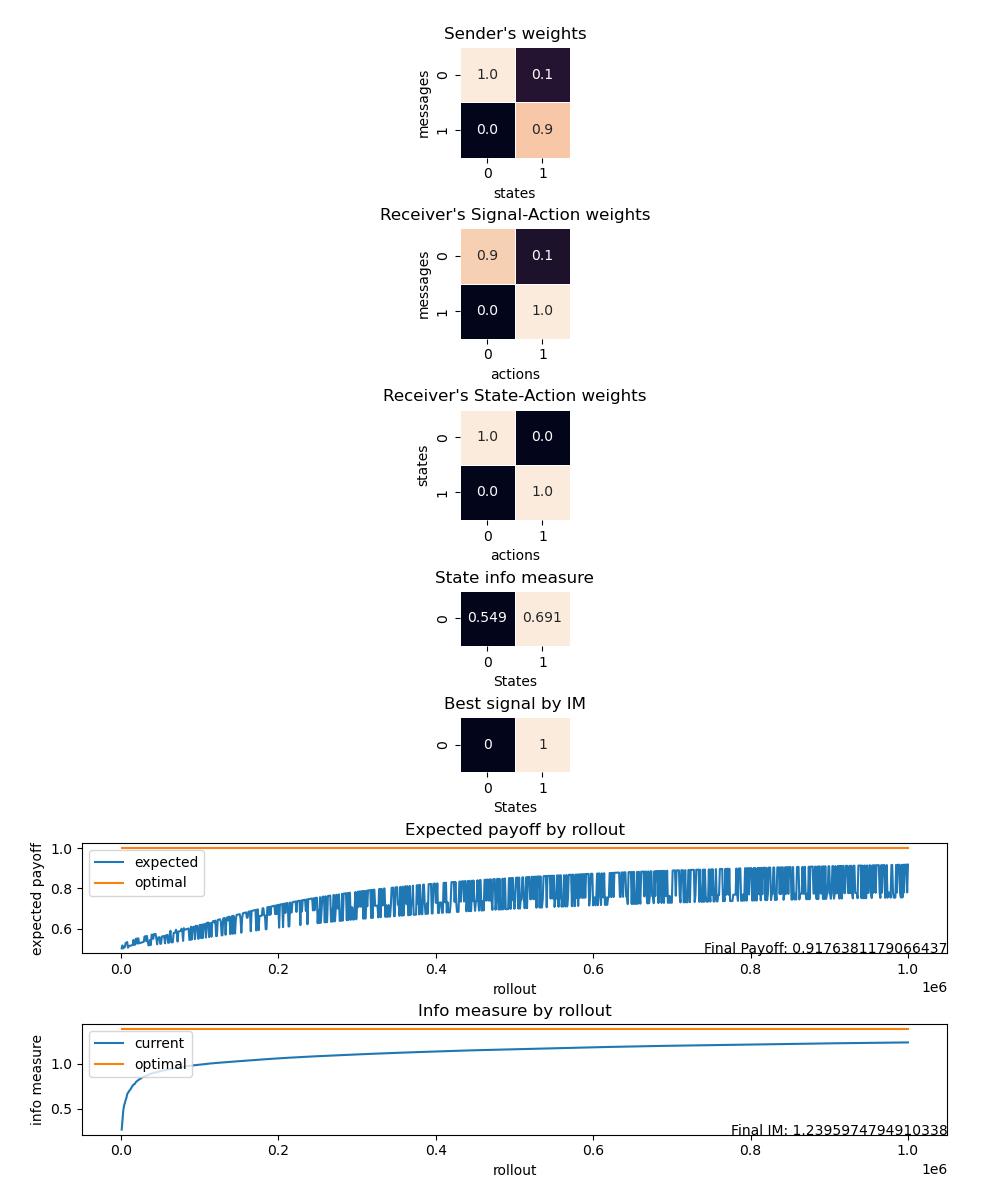 Sender's weights
messages
0
1
1.0 0.1
0.0 0.9
0 1
states
Receiver's Signal-Action weights
messages
0
1
0.9 0.1
0.0 1.0
0 1
actions
Receiver's State-Action weights
states
0
1
1.0 0.0
0.0 1.0
0 1
actions
State info measure
0
0.549 0.691
0 1
States
Best signal by IM
0
0 1
0 1
States
Expected payoff by rollout
expected payoff
1.0
0.8
0.6
expected
optimal
Final Payoff: 0.9176381179066437
0.0 0.2 0.4 0.6 0.8 1.0
1e6
rollout
Info measure by rollout
info measure
1.0
0.5
current
optimal
Final IM: 1.2395974794910338
0.0 0.2 0.4 0.6 0.8 1.0
1e6
rollout